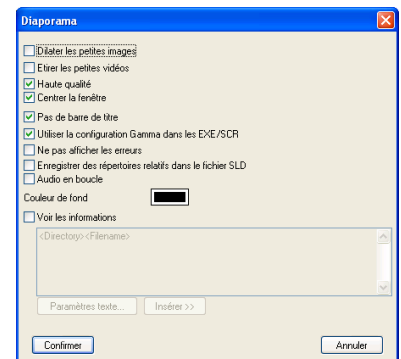 Diaporama
Dilater les petites images
Etirer les petites vidéos
Haute qualité
Centrer la fenêtre
Pas de barre de titre
Utiliser la configuration Gamma dans les EXE/SCR
Ne pas afficher les erreurs
Enregistrer des répertoires relatifs dans le fichier SLD
Audio en boucle
Couleur de fond
Voir les informations
<Directory><Filename>
Paramètres texte... Insérer >>
Confirmer Annuler